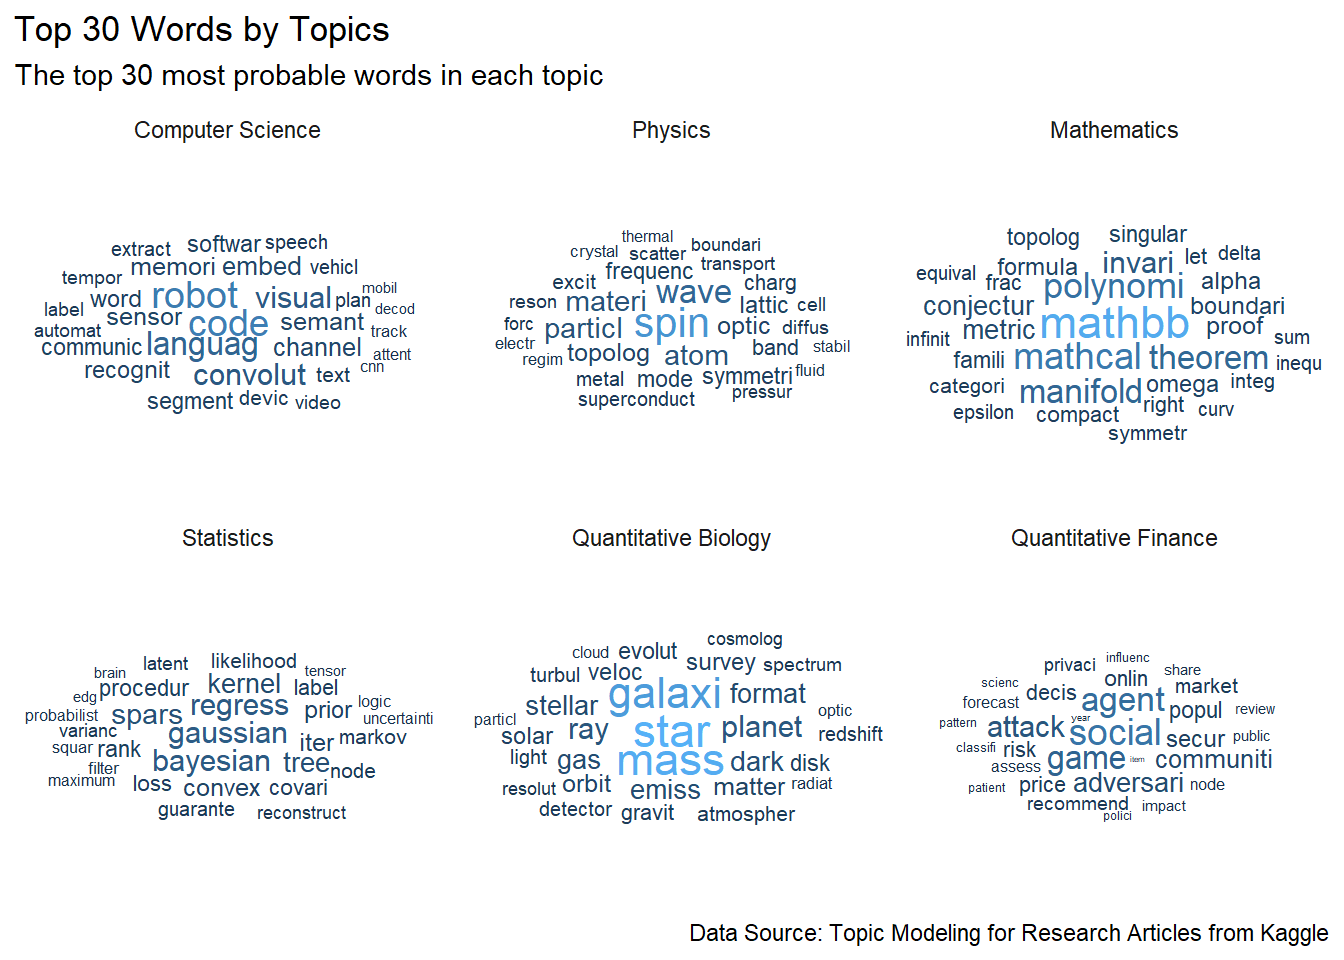 Top 30 Words by Topics
The top 30 most probable words in each topic
Computer Science
extract softwar speech
tempor memori embed vehicl
label word robot visual plan mobil decod
automat sensor code semant track
communic languag channel attent
recognit convolut text cnn
segment devic video
Physics
thermal
crystal scatter boundari
excit frequenc transport
reson materi wave charg
forc particl spin optic lattic cell
electr topolog atom band diffus
regim metal mode symmetri fluid stabil
superconduct pressur
Mathematics
topolog singular
equival formula invari let delta
frac polynomi alpha
conjectur mathbb boundari
infinit metric proof sum
famili mathcal theorem inequ
categori manifold omega integ
epsilon compact right curv
symmetr
Statistics
brain latent likelihood tensor
edg procedur kernel label
probabilist spars regress prior logic
varianc gaussian uncertainti
squar rank iter markov
filter bayesian tree node
maximum loss convex covari
guarante reconstruct
Quantitative Biology
cloud evolut cosmolog
turbul veloc survey spectrum
stellar galaxi format
particl ray star planet optic
solar redshift
light gas mass dark disk
resolut orbit emiss matter radiat
detector gravit atmospher
Quantitative Finance
privaci influenc share
scienc decis onlin market
forecast agent popul review
pattern attack year social secur public
classifi risk game item communiti
assess
patient price adversari node
recommend impact
polici
Data Source: Topic Modeling for Research Articles from Kaggle